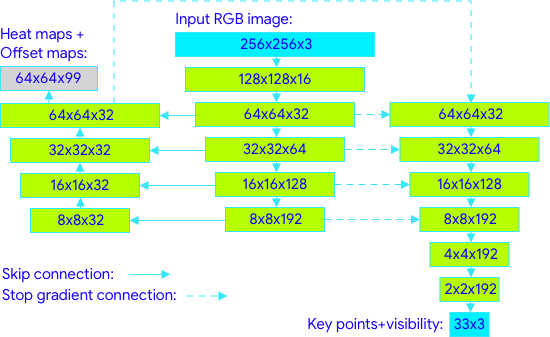 Input RGB image:
Heat maps +
Offset maps:
256x256x3
64x64x99
128x128x16
64x64x32
64x64x32
64x64x32
32x32x32
32x32x64
32x32x64
16x16x32
16x16x128
16x16x128
8x8x32
8x8x192
8x8x192
4x4x192
Skip connection:
2x2x192
Stop gradient connection:
Key points+visibility: 33x3